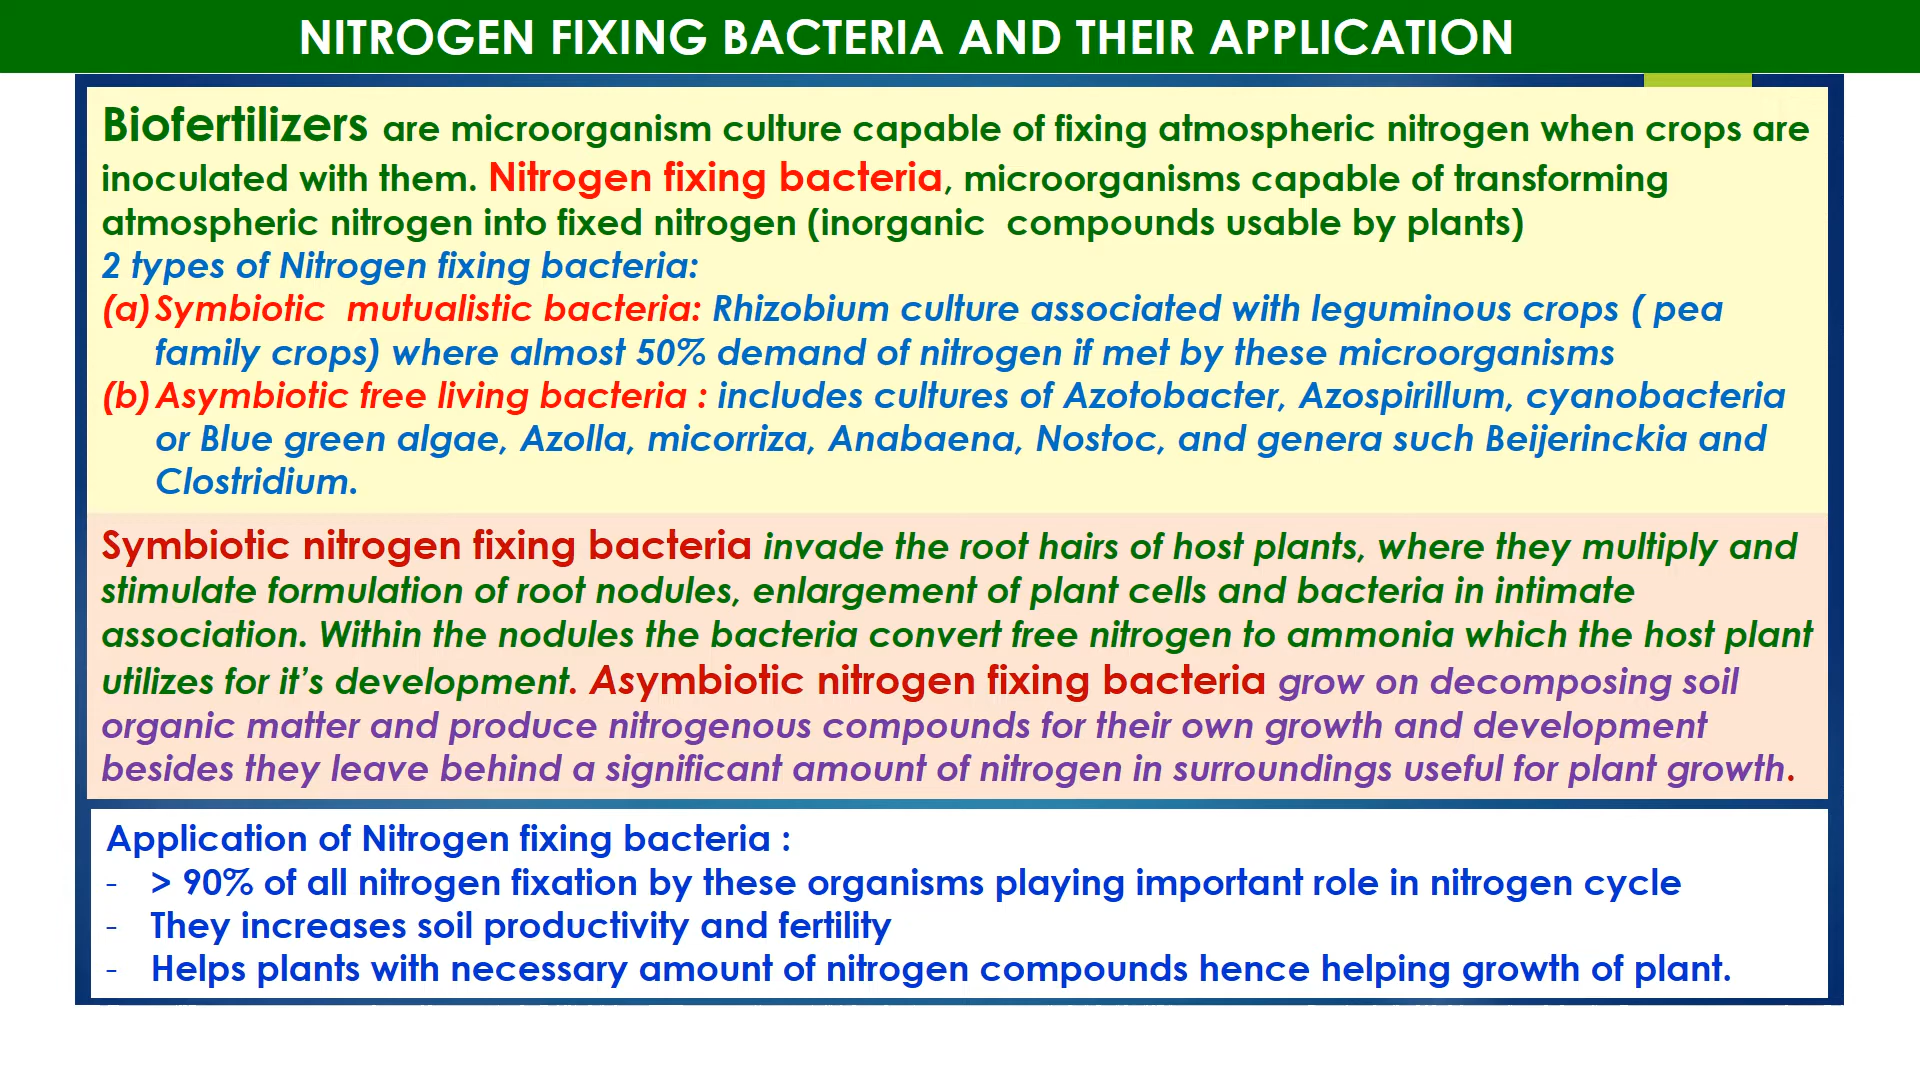 NITROGEN FIXING BACTERIA AND THEIR APPLICATION
Biofertilizers are microorganism culture capable of fixing atmospheric nitrogen when crops are
inoculated with them. Nitrogen fixing bacteria, microorganisms capable of transforming
atmospheric nitrogen into fixed nitrogen (inorganic compounds usable by plants)
2 types of Nitrogen fixing bacteria:
(a) Symbiotic mutualistic bacteria: Rhizobium culture associated with leguminous crops ( pea
family crops) where almost 50% demand of nitrogen if met by these microorganisms
(b) Asymbiotic free living bacteria : includes cultures of Azotobacter, Azospirillum, cyanobacteria
or Blue green algae, Azolla, micorriza, Anabaena, Nostoc, and genera such Beijerinckia and
Clostridium.
Symbiotic nitrogen fixing bacteria invade the root hairs of host plants, where they multiply and
stimulate formulation of root nodules, enlargement of plant cells and bacteria in intimate
association. Within the nodules the bacteria convert free nitrogen to ammonia which the host plant
utilizes for it’s development. Asymbiotic nitrogen fixing bacteria grow on decomposing soil
organic matter and produce nitrogenous compounds for their own growth and development
besides they leave behind a significant amount of nitrogen in surroundings useful for plant growth.
Application of Nitrogen fixing bacteria :
- > 90% of all nitrogen fixation by these organisms playing important role in nitrogen cycle
- They increases soil productivity and fertility
- Helps plants with necessary amount of nitrogen compounds hence helping growth of plant.